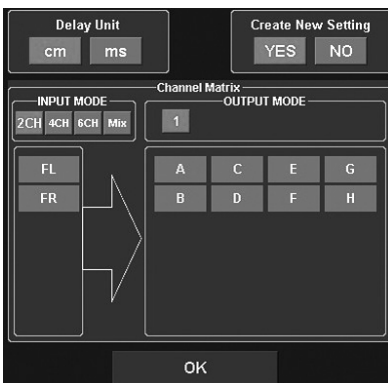 Delay Unit
cm ms
Create New Setting
YES NO
Channel Matrix
INPUT MODE
2CH 4CH 6CH Mix
OUTPUT MODE
1
FL
FR
A C E G
B D F H
OK